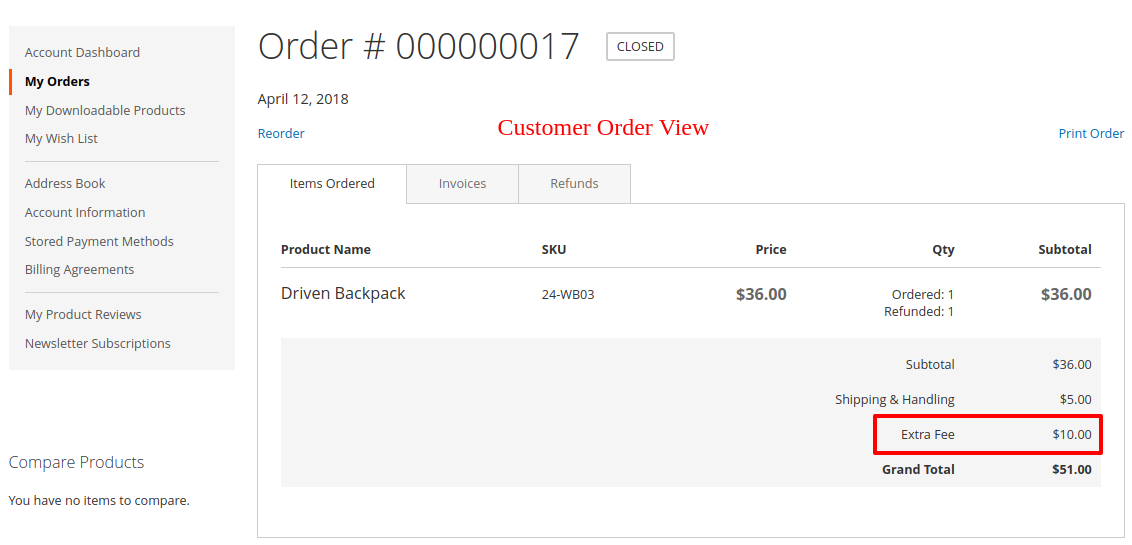 Account Dashboard
My Orders
My Downloadable Products
My Wish List
Address Book
Account Information
Stored Payment Methods
Billing Agreements
My Product Reviews
Newsletter Subscriptions
Compare Products
You have no items to compare.
Order # 000000017 CLOSED
April 12, 2018
Customer Order View
Reorder Print Order
Items Ordered Invoices Refunds
Product Name SKU Price Qty Subtotal
Driven Backpack 24-WB03 $36.00 Ordered: 1 $36.00
Refunded: 1
Subtotal $36.00
Shipping & Handling $5.00
Extra Fee $10.00
Grand Total $51.00